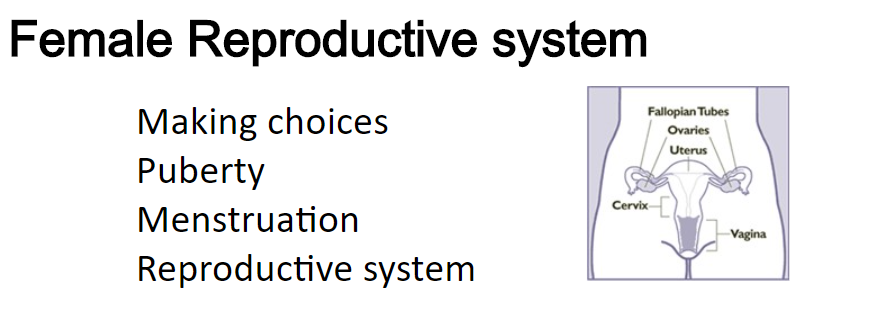 Female Reproductive system
Making choices
Puberty
Menstruation
Reproductive system
Fallopian Tubes
Ovaries
Uterus
Cervix
Vagina